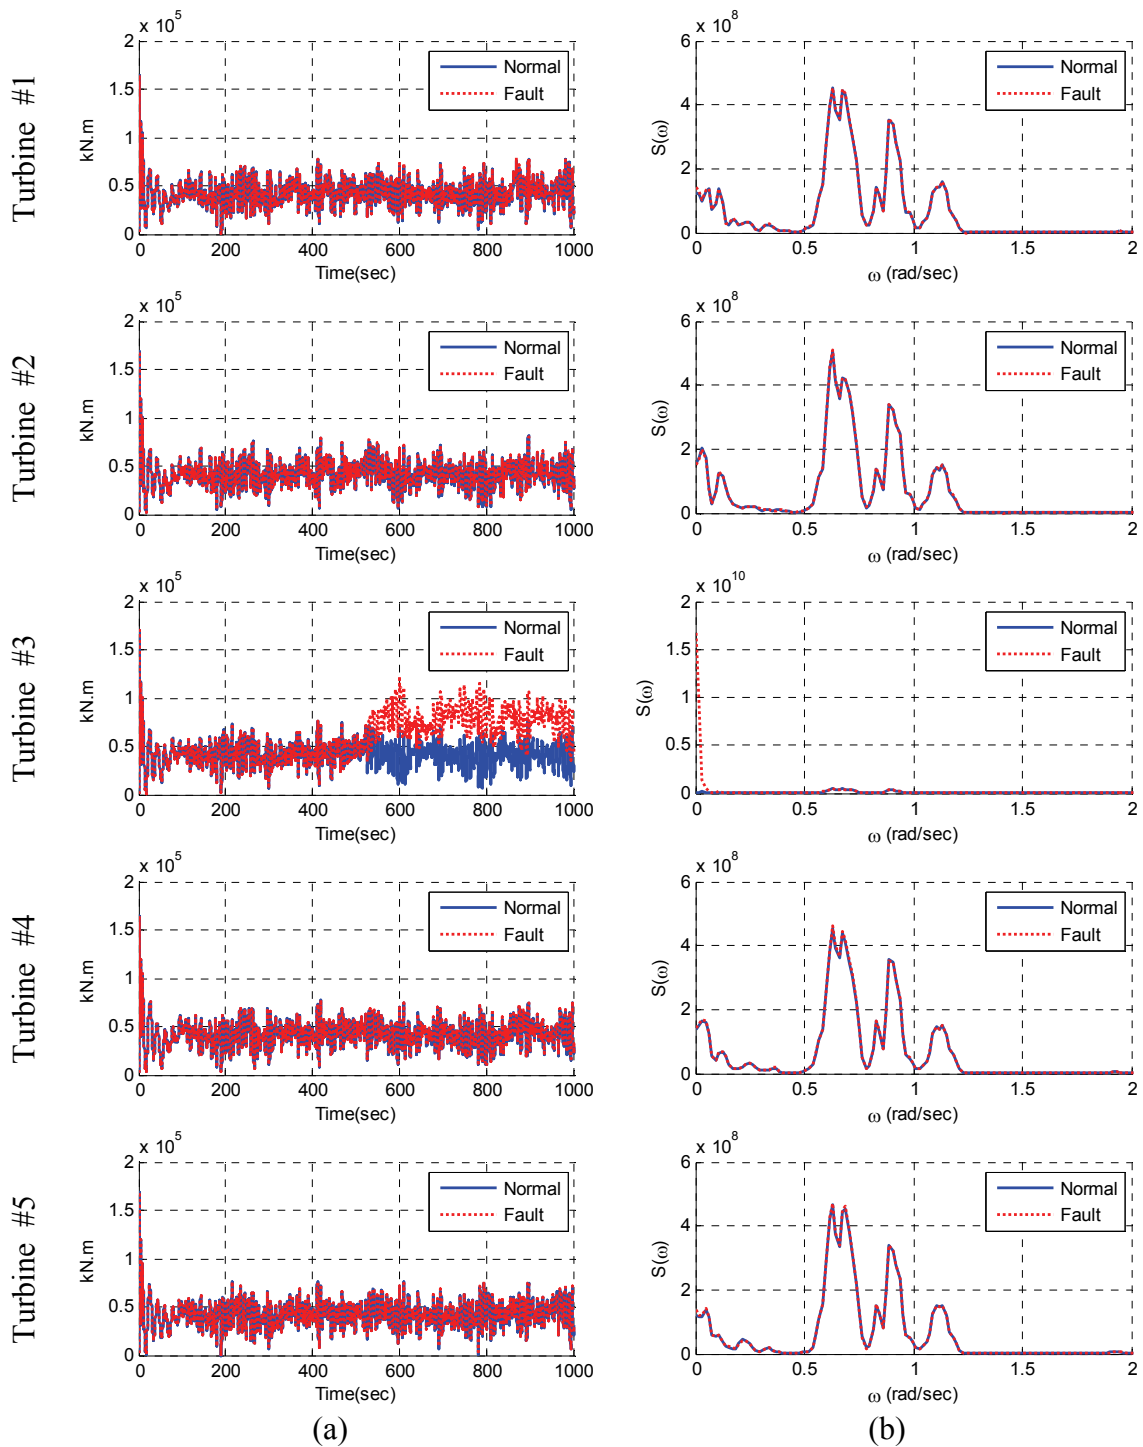 Turbine #1
x 10^5
kN.m
2
1.5
1
0.5
0
0 200 400 600 800 1000
Time(sec)
Normal
Fault
x 10^8
S(ω)
6
4
2
0
0 0.5 1 1.5 2
ω (rad/sec)
Normal
Fault
Turbine #2
x 10^5
kN.m
2
1.5
1
0.5
0
0 200 400 600 800 1000
Time(sec)
Normal
Fault
x 10^8
S(ω)
6
4
2
0
0 0.5 1 1.5 2
ω (rad/sec)
Normal
Fault
Turbine #3
x 10^5
kN.m
2
1.5
1
0.5
0
0 200 400 600 800 1000
Time(sec)
Normal
Fault
x 10^10
S(ω)
2
1.5
1
0.5
0
0 0.5 1 1.5 2
ω (rad/sec)
Normal
Fault
Turbine #4
x 10^5
kN.m
2
1.5
1
0.5
0
0 200 400 600 800 1000
Time(sec)
Normal
Fault
x 10^8
S(ω)
6
4
2
0
0 0.5 1 1.5 2
ω (rad/sec)
Normal
Fault
Turbine #5
x 10^5
kN.m
2
1.5
1
0.5
0
0 200 400 600 800 1000
Time(sec)
Normal
Fault
x 10^8
S(ω)
6
4
2
0
0 0.5 1 1.5 2
ω (rad/sec)
Normal
Fault
(a)
(b)